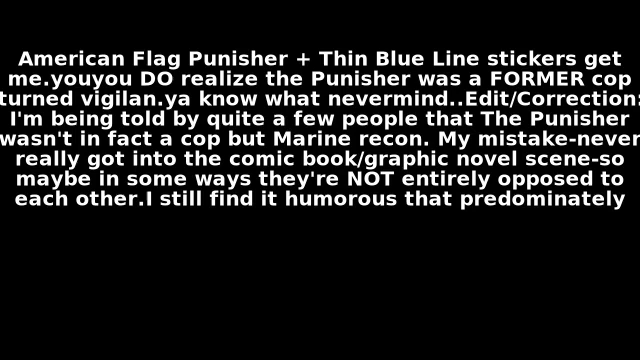 American Flag Punisher + Thin Blue Line stickers get
me.youyou DO realize the Punisher was a FORMER cop
turned vigilan.ya know what nevermind..Edit/Correction:
I'm being told by quite a few people that The Punisher
wasn't in fact a cop but Marine recon. My mistake-never
really got into the comic book/graphic novel scene-so
maybe in some ways they're NOT entirely opposed to
each other.I still find it humorous that predominately